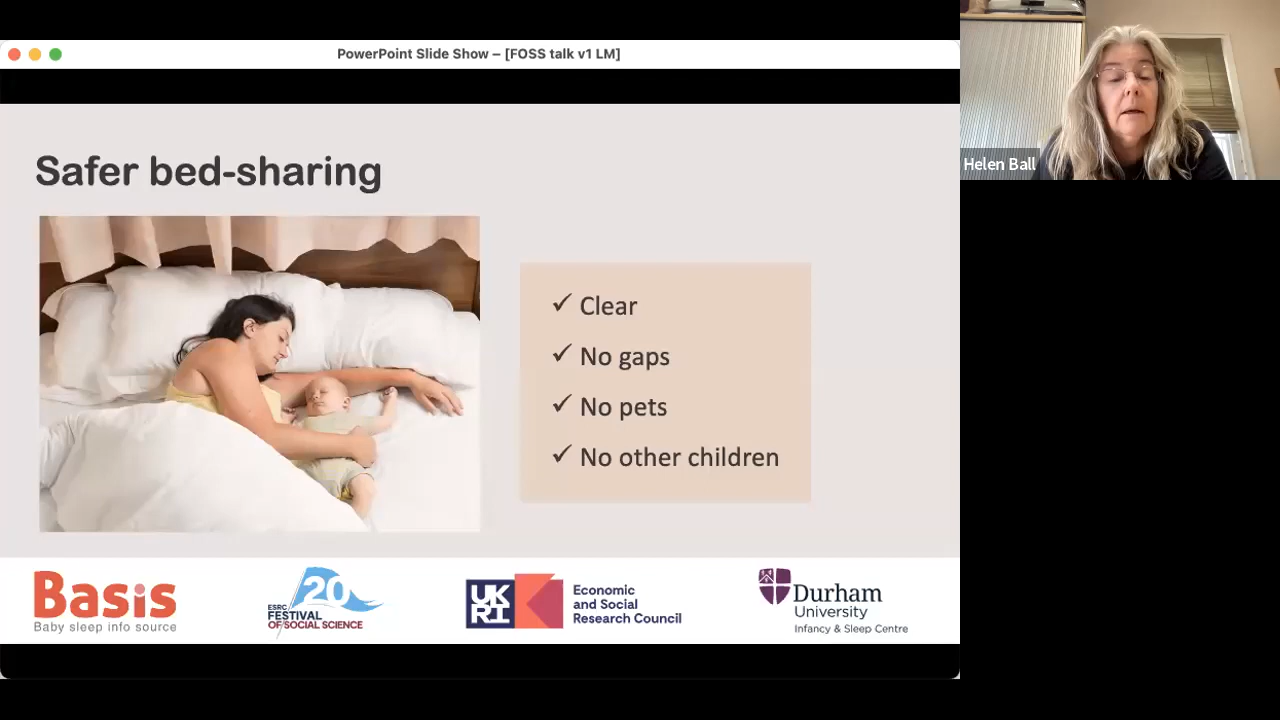 PowerPoint Slide Show – [FOSS talk v1 LM]
Helen Ball
Safer bed-sharing
✓ Clear
✓ No gaps
✓ No pets
✓ No other children
Basis
Baby sleep info source
20
ESRC
FESTIVAL
OF SOCIAL SCIENCE
UK
RI
Economic
and Social
Research Council
Durham
University
Infancy & Sleep Centre